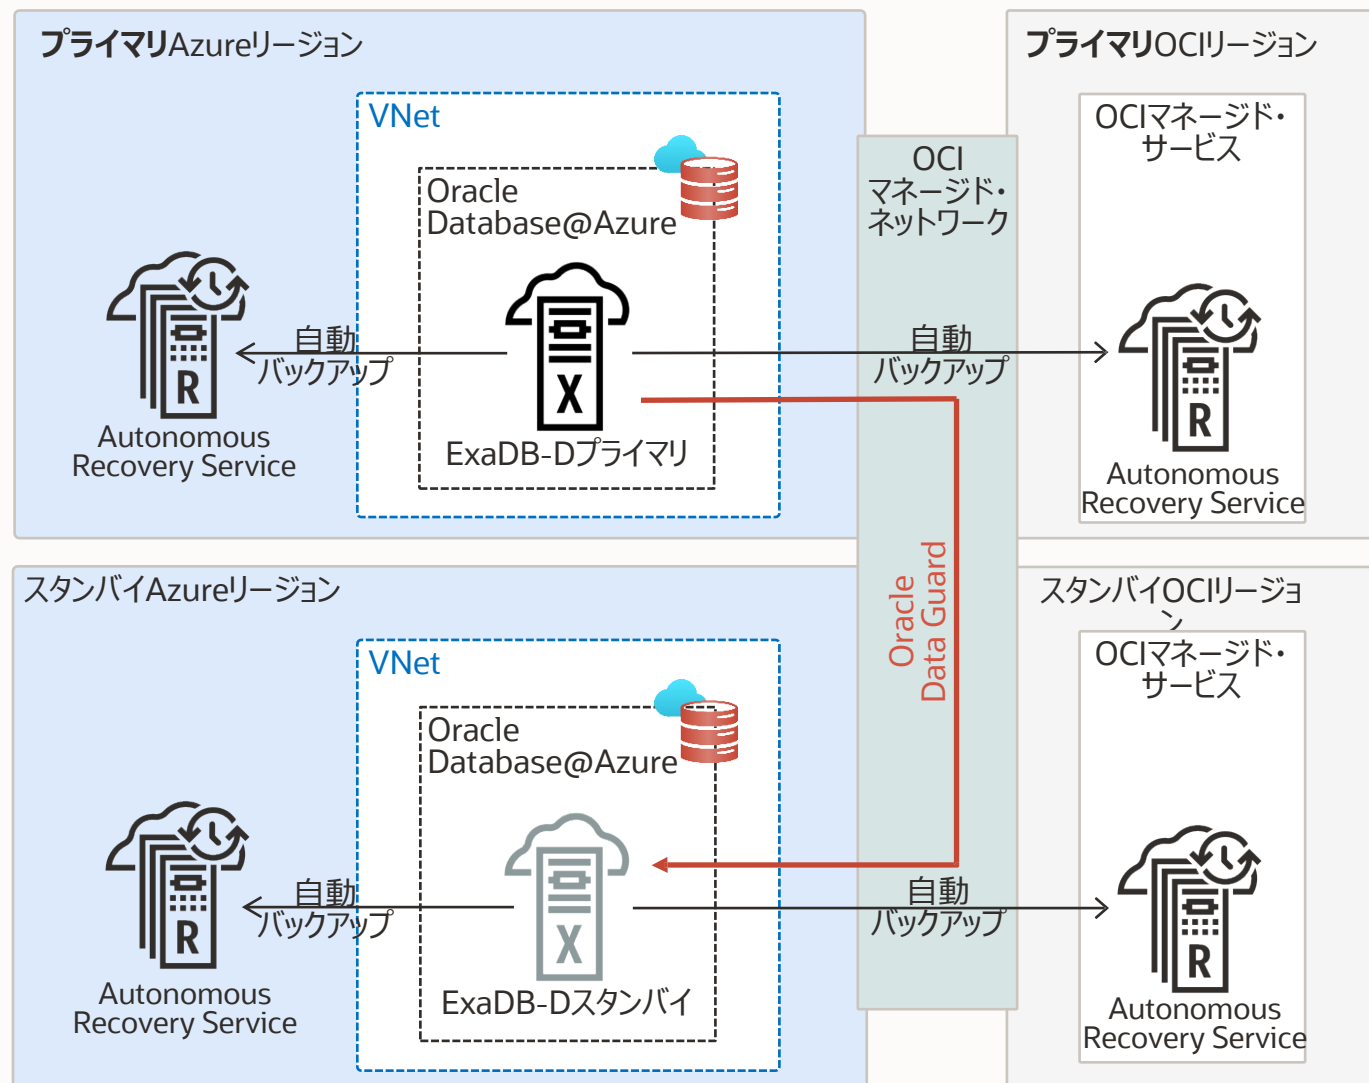 プライマリAzureリージョン
プライマリOCIリージョン
VNet
Oracle
Database@Azure
OCI
マネージド・
ネットワーク
OCIマネージド・
サービス
自動
バックアップ
自動
バックアップ
R
X
R
Autonomous
Recovery Service
ExaDB-Dプライマリ
Autonomous
Recovery Service
Oracle
Data Guard
スタンバイAzureリージョン
スタンバイOCIリージョ
ン
VNet
Oracle
Database@Azure
OCIマネージド・
サービス
自動
バックアップ
自動
バックアップ
R
X
R
Autonomous
Recovery Service
ExaDB-Dスタンバイ
Autonomous
Recovery Service